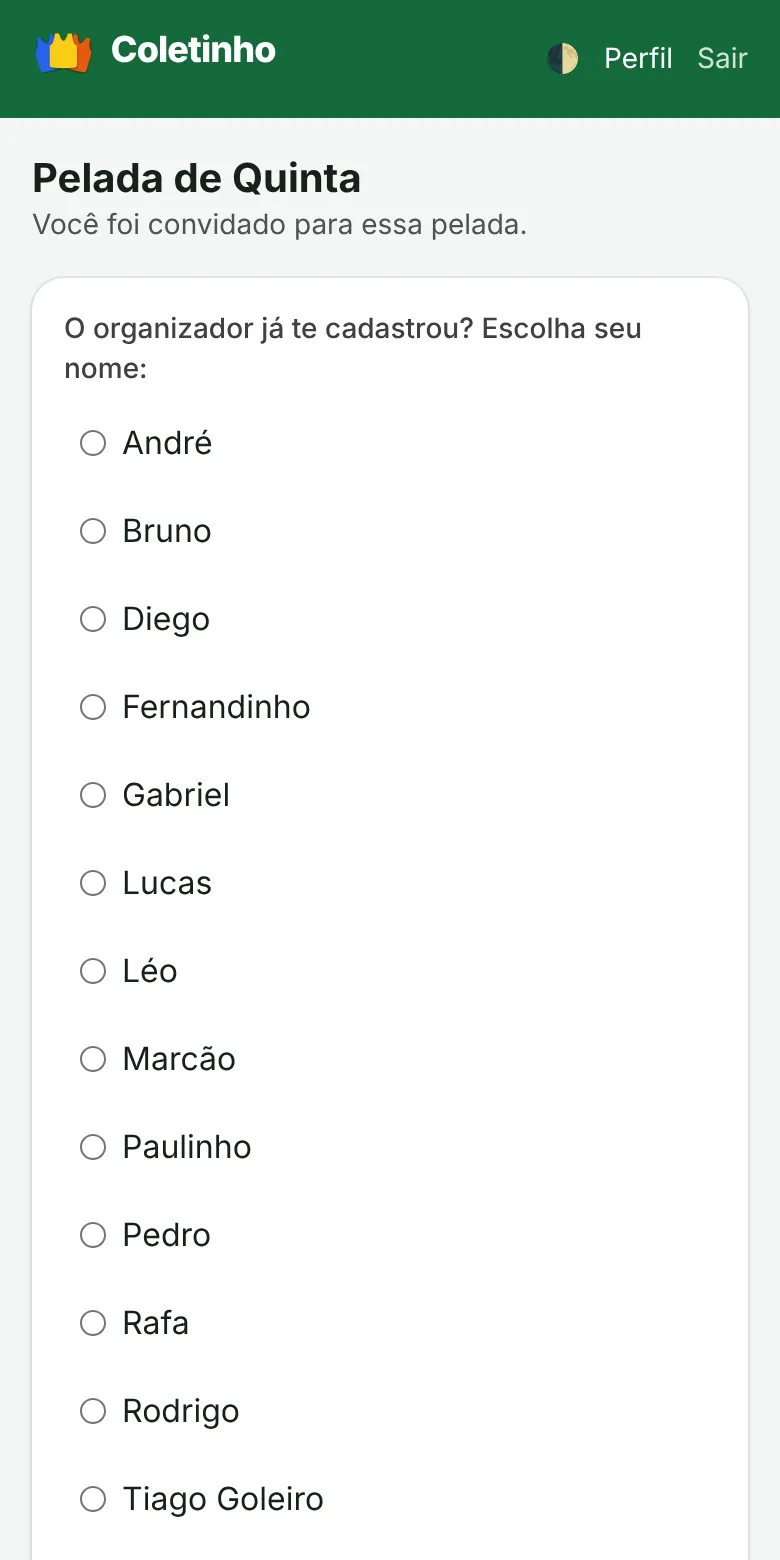 Coletinho
Perfil Sair
Pelada de Quinta
Você foi convidado para essa pelada.
O organizador já te cadastrou? Escolha seu
nome:
André
Bruno
Diego
Fernandinho
Gabriel
Lucas
Léo
Marcão
Paulinho
Pedro
Rafa
Rodrigo
Tiago Goleiro